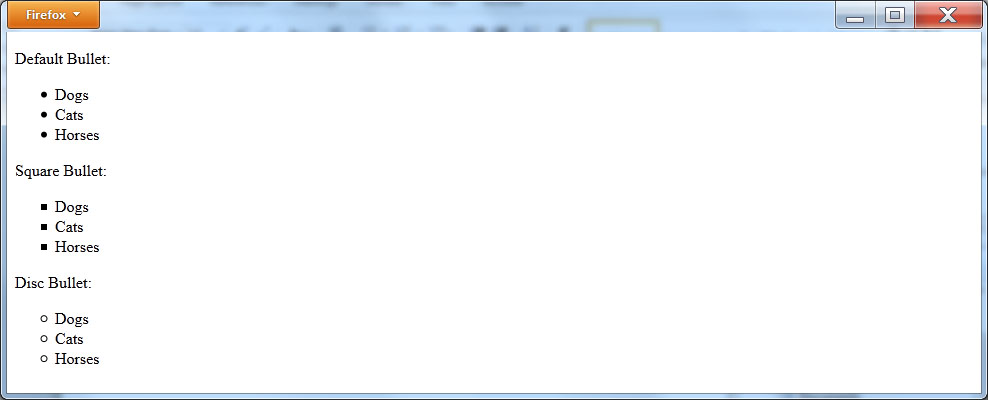 Firefox
Default Bullet:
Dogs
Cats
Horses
Square Bullet:
Dogs
Cats
Horses
Disc Bullet:
Dogs
Cats
Horses